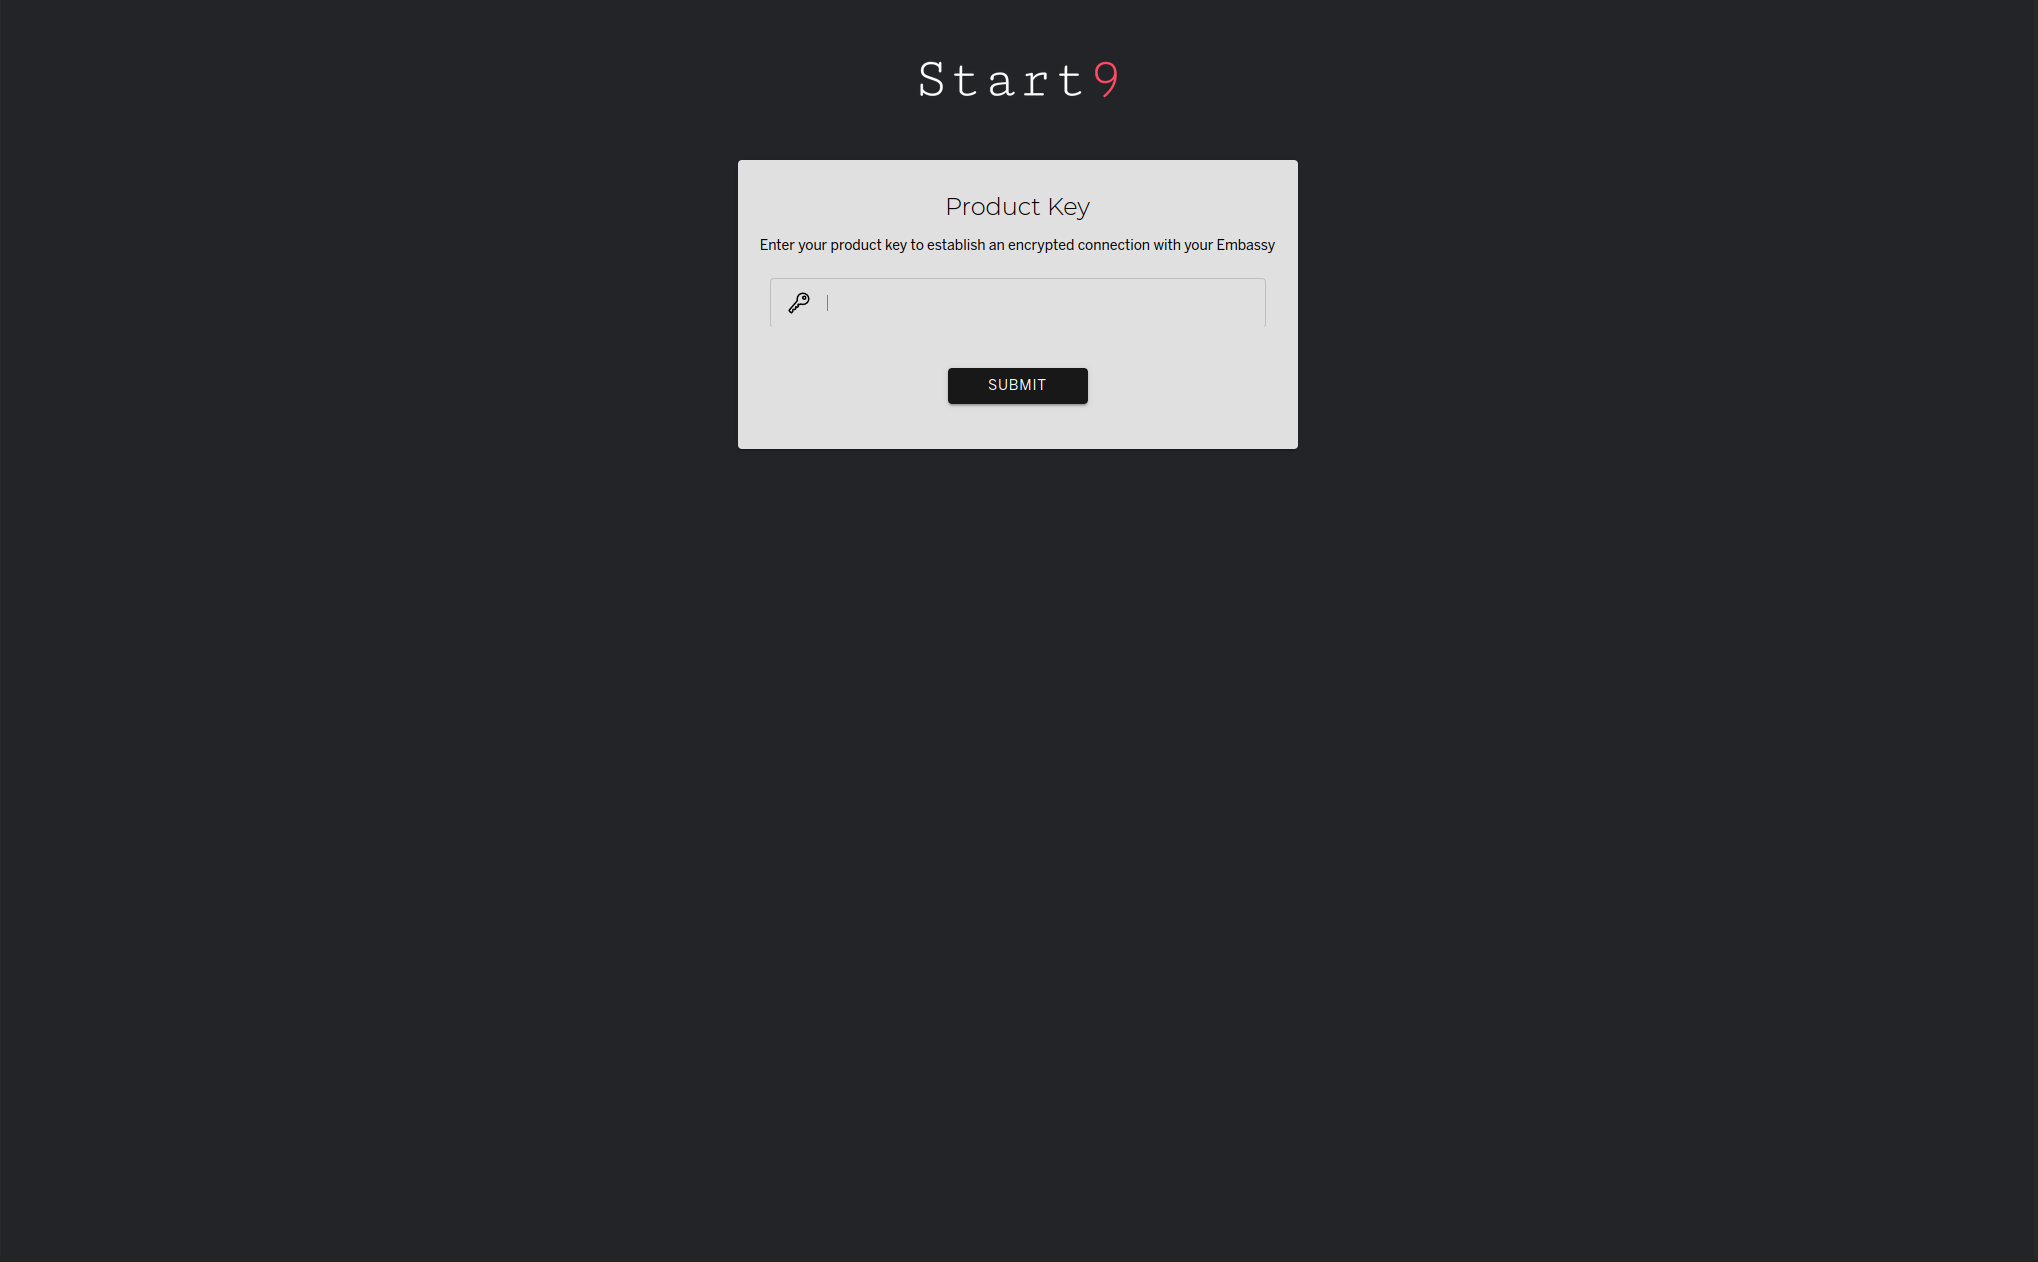 Start9
Product Key
Enter your product key to establish an encrypted connection with your Embassy
SUBMIT